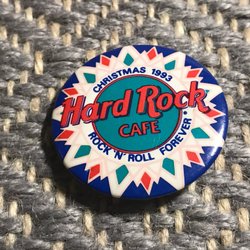 CHRISTMAS 1993
Hard Rock
CAFE
ROCK 'N' ROLL FOREVER